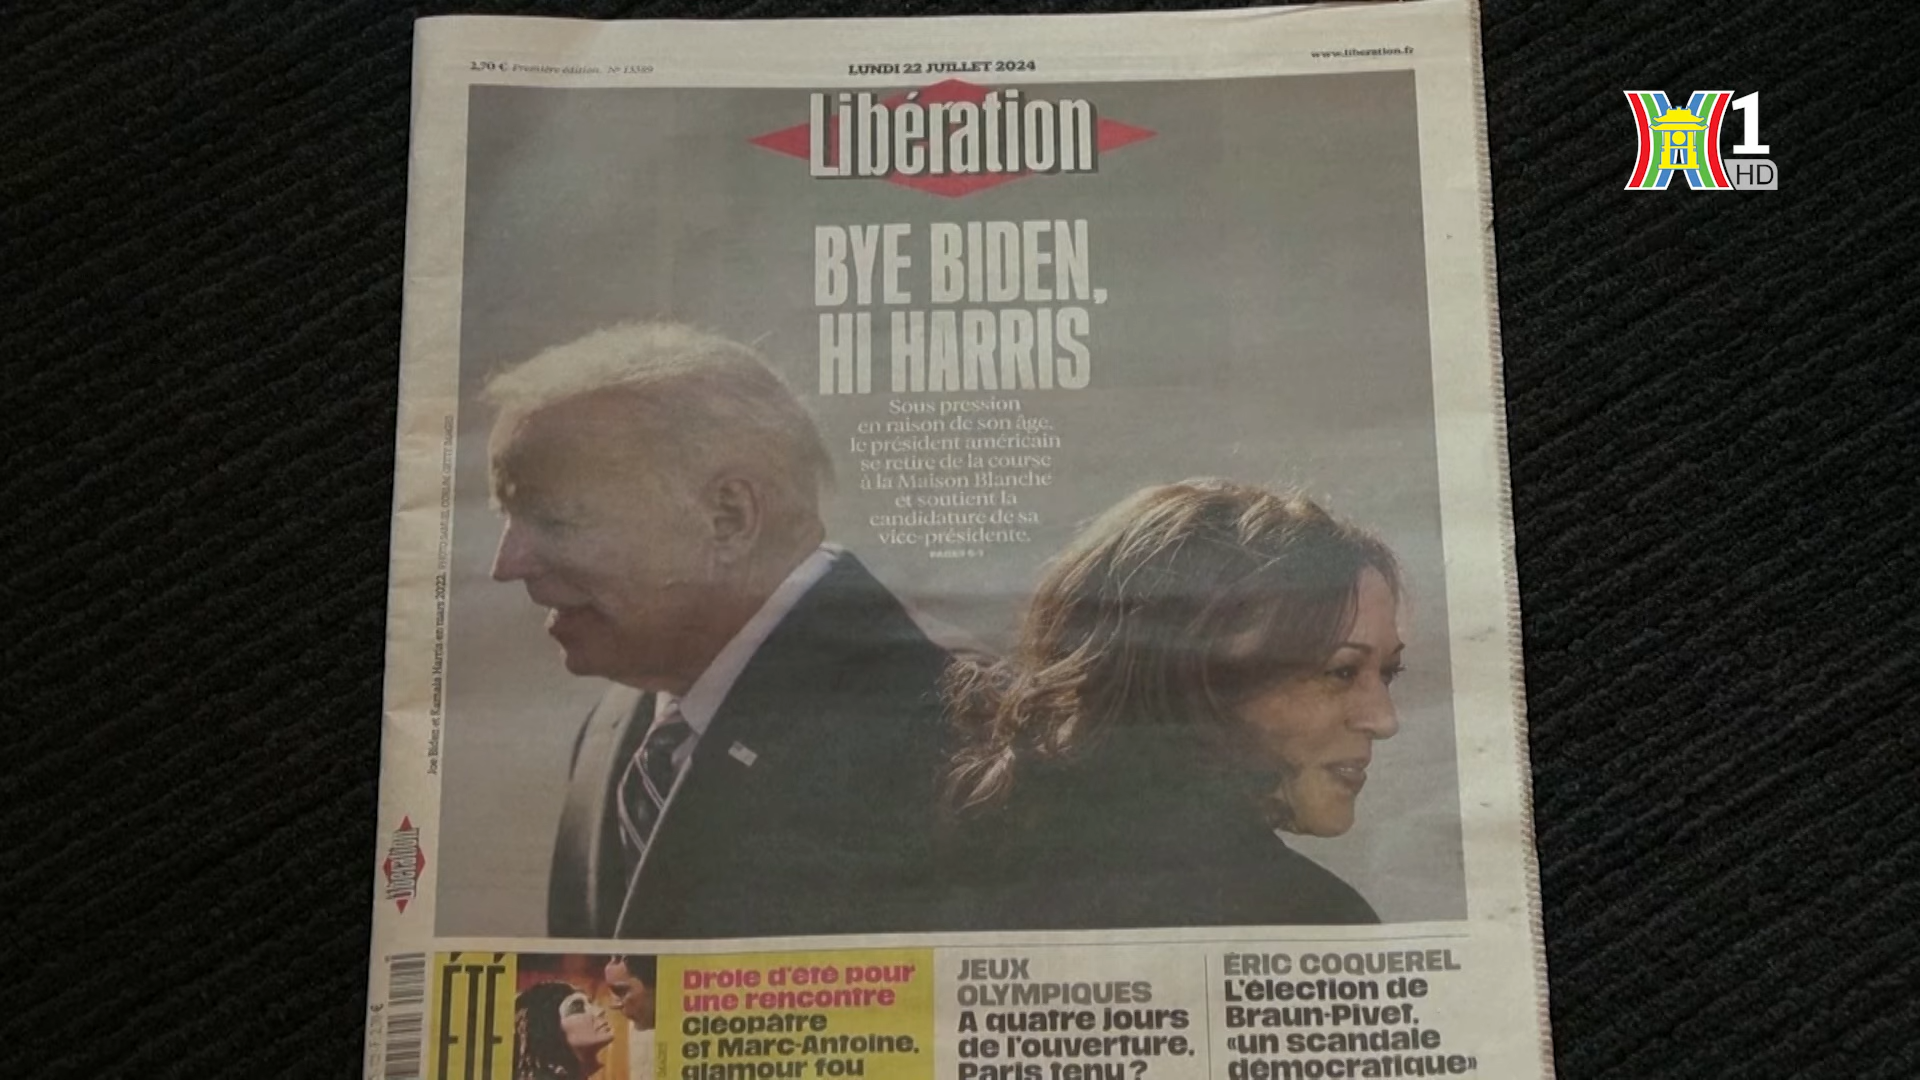 2,70 € Première édition. Nº 13389
LUNDI 22 JUILLET 2024
www.liberation.fr
Libération
1
HD
BYE BIDEN,
HI HARRIS
Sous pression
en raison de son âge,
le président américain
se retire de la course
à la Maison Blanche
et soutient la
candidature de sa
vice-présidente.
Joe Biden et Kamala Harris en mars 2022.
Libération
ÉTÉ
Drôle d'été pour
une rencontre
Cléopâtre
et Marc-Antoine,
glamour fou
JEUX
OLYMPIQUES
A quatre jours
de l'ouverture,
Paris tenu ?
ÉRIC COQUEREL
L'élection de
Braun-Pivet,
«un scandale
démocratique»